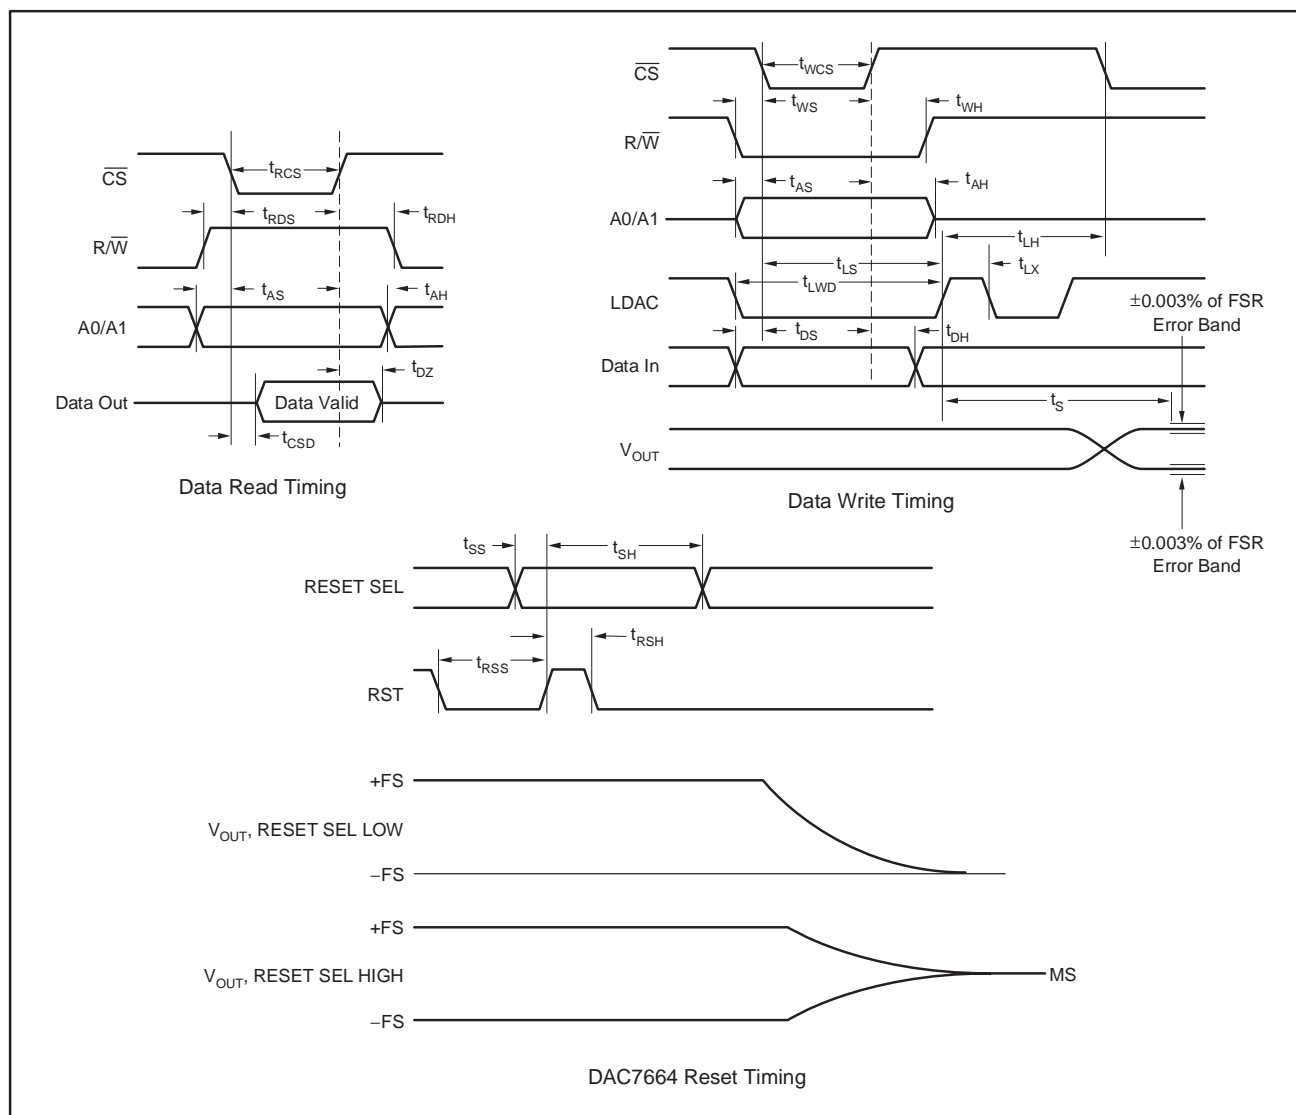 CS
tRCS
tRDS
tRDH
R/W
tAS
tAH
A0/A1
tDZ
Data Out
Data Valid
tCSD
Data Read Timing
CS
tWCS
tWS
tWH
R/W
tAS
tAH
A0/A1
tLH
tLS
tLX
tLWD
LDAC
±0.003% of FSR
Error Band
tDS
tDH
Data In
tS
VOUT
Data Write Timing
±0.003% of FSR
Error Band
tSS
tSH
RESET SEL
tRSH
tRSS
RST
+FS
VOUT, RESET SEL LOW
−FS
+FS
VOUT, RESET SEL HIGH
MS
−FS
DAC7664 Reset Timing